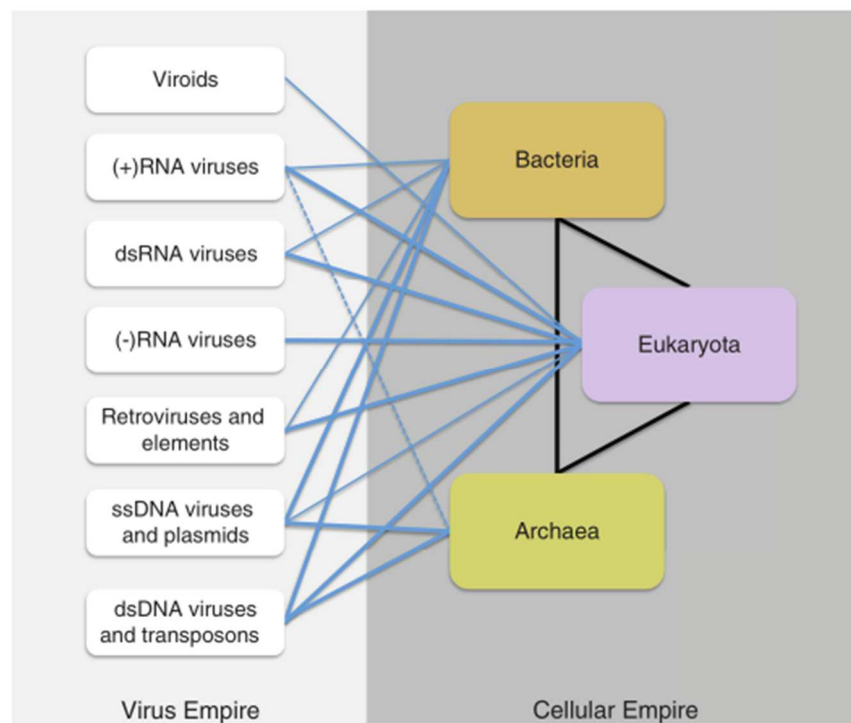 Viroids
(+)RNA viruses
dsRNA viruses
(-)RNA viruses
Retroviruses and
elements
ssDNA viruses
and plasmids
dsDNA viruses
and transposons
Virus Empire
Bacteria
Eukaryota
Archaea
Cellular Empire